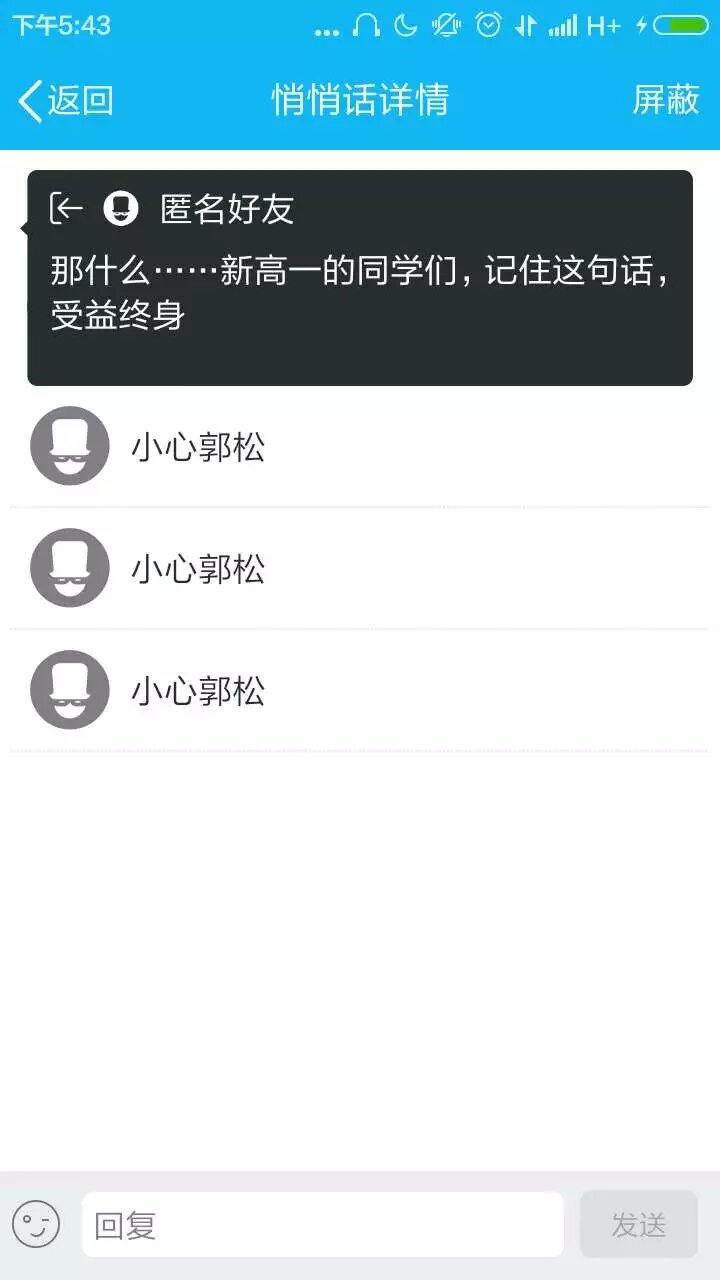 下午5:43
... H+
返回 悄悄话详情 屏蔽
匿名好友
那什么……新高一的同学们，记住这句话，
受益终身
小心郭松
小心郭松
小心郭松
回复 发送